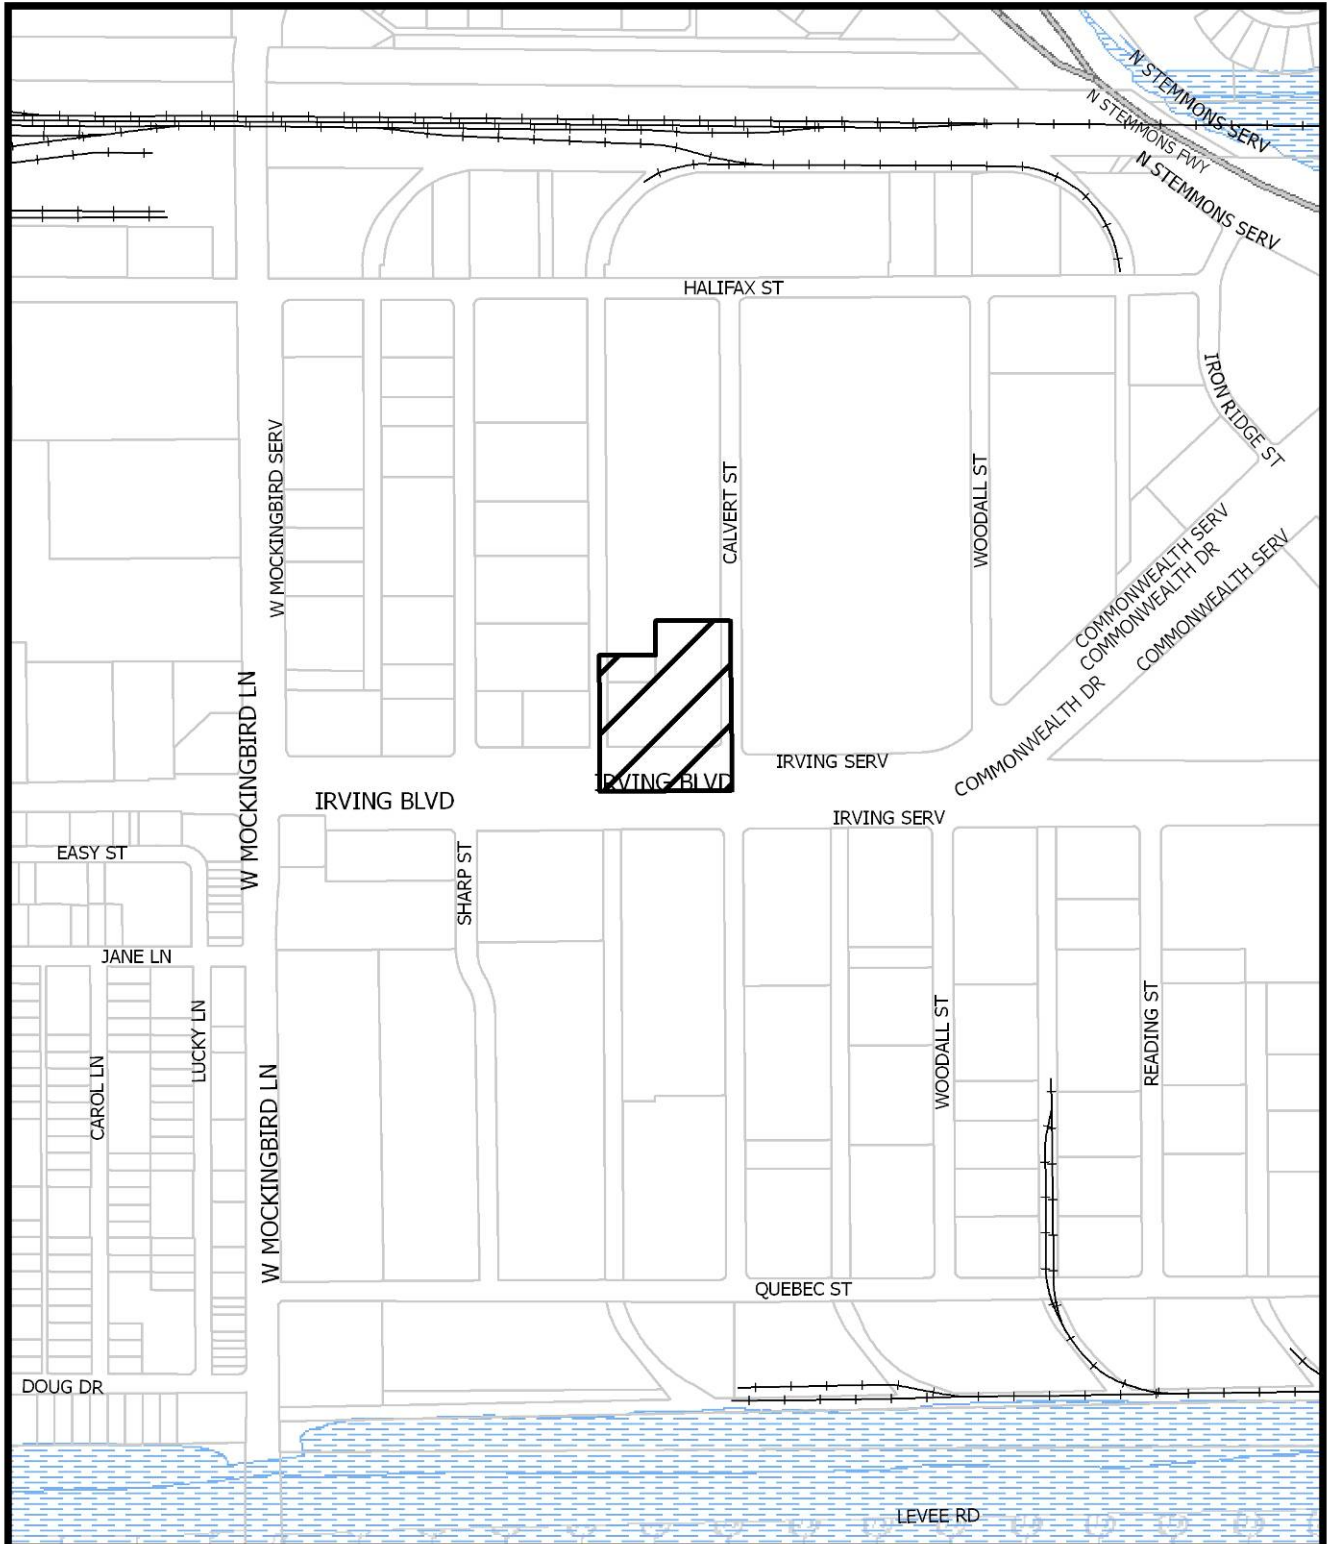 N STEMMONS SERV
N STEMMONS FWY
N STEMMONS SERV
HALIFAX ST
IRON RIDGE ST
W MOCKINGBIRD SERV
CALVERT ST
WOODALL ST
COMMONWEALTH SERV
COMMONWEALTH DR
COMMONWEALTH SERV
W MOCKINGBIRD LN
COMMONWEALTH DR
IRVING SERV
IRVING BLVD
IRVING BLVD
IRVING SERV
EASY ST
SHARP ST
JANE LN
LUCKY LN
CAROL LN
WOODALL ST
READING ST
W MOCKINGBIRD LN
QUEBEC ST
DOUG DR
LEVEE RD